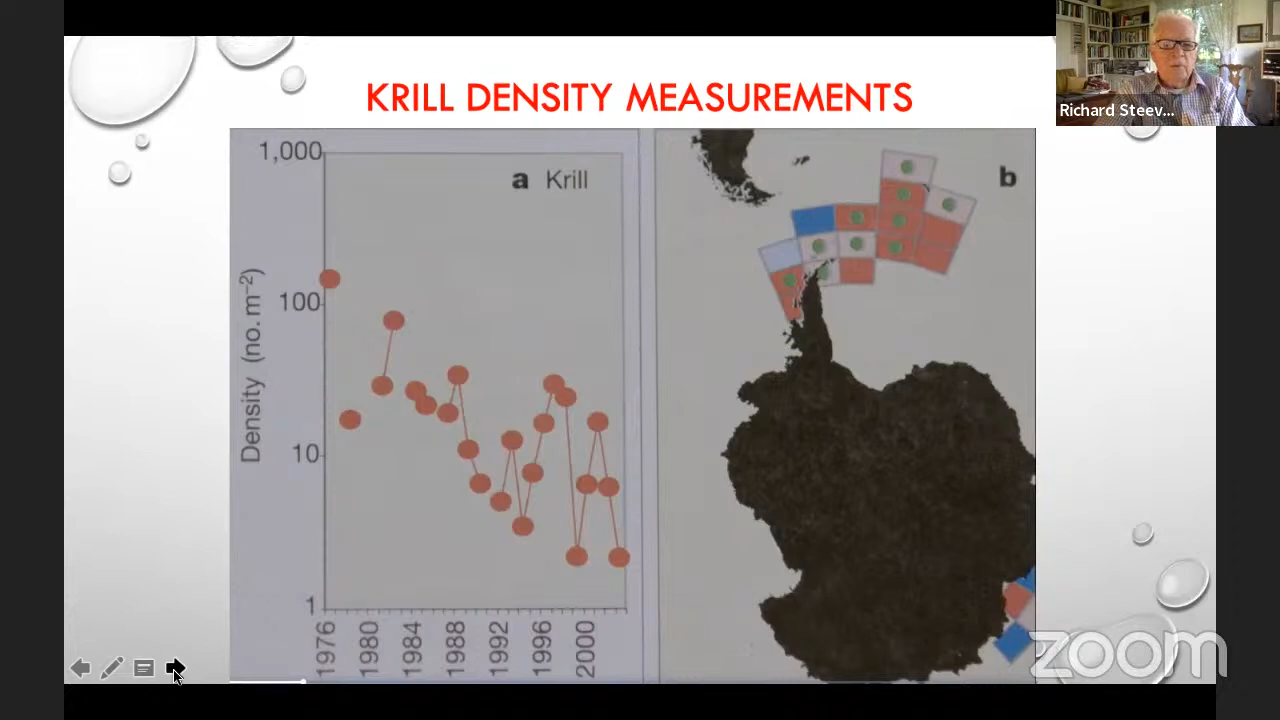 KRILL DENSITY MEASUREMENTS
Richard Steev...
1,000
a Krill
b
100
Density (no.m⁻²)
10
1
1976
1980
1984
1988
1992
1996
2000
zoom